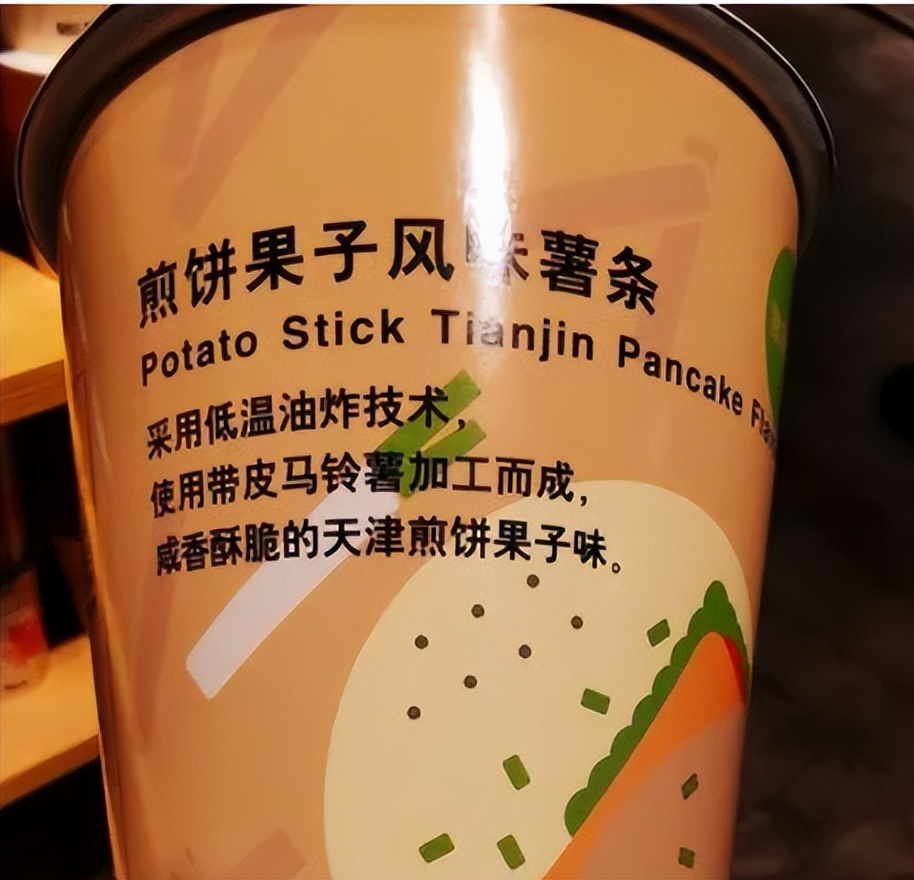 煎饼果子风味薯条
Potato Stick Tianjin Pancake
采用低温油炸技术，
使用带皮马铃薯加工而成，
咸香酥脆的天津煎饼果子味。